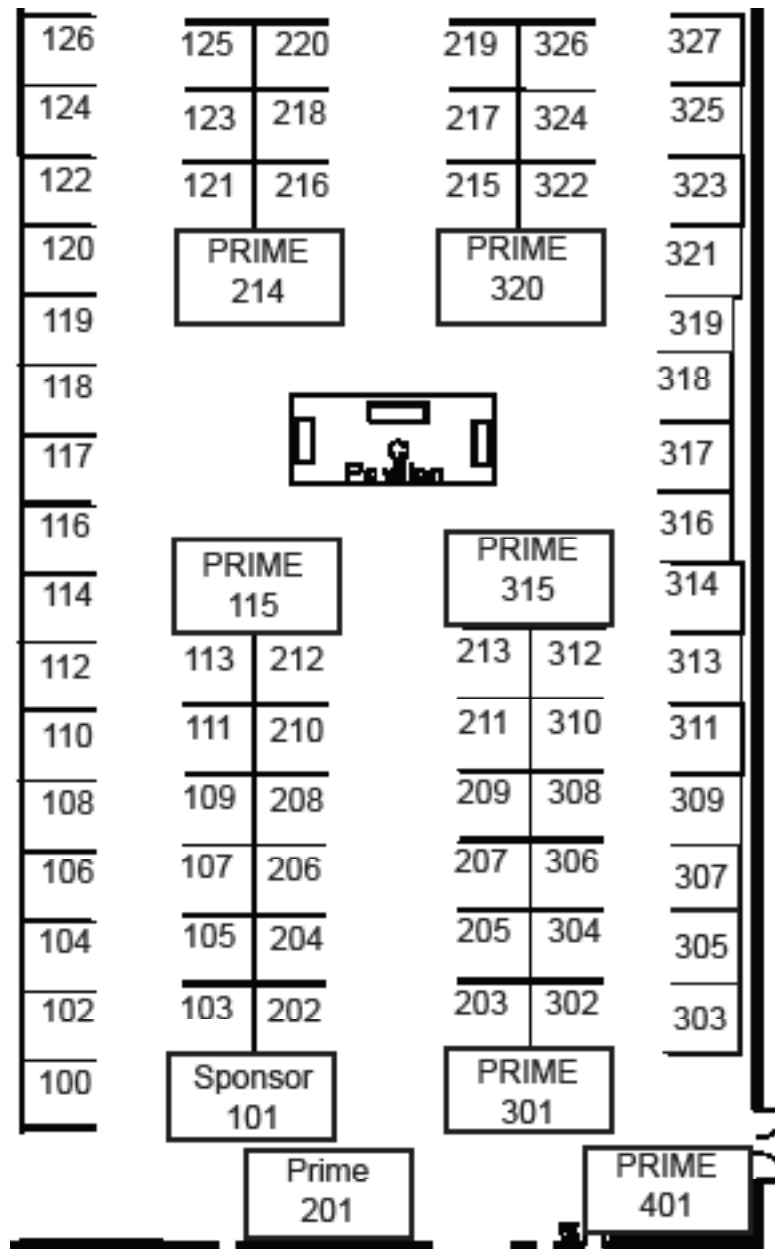 126 125 220 219 326 327
124 123 218 217 324 325
122 121 216 215 322 323
120 PRIME PRIME 321
214 320
119 319
118 318
117 Pavilion 317
116 316
PRIME PRIME
114 115 315 314
112 113 212 213 312 313
110 111 210 211 310 311
108 109 208 209 308 309
106 107 206 207 306 307
104 105 204 205 304 305
102 103 202 203 302 303
100 Sponsor PRIME
101 301
Prime PRIME
201 401